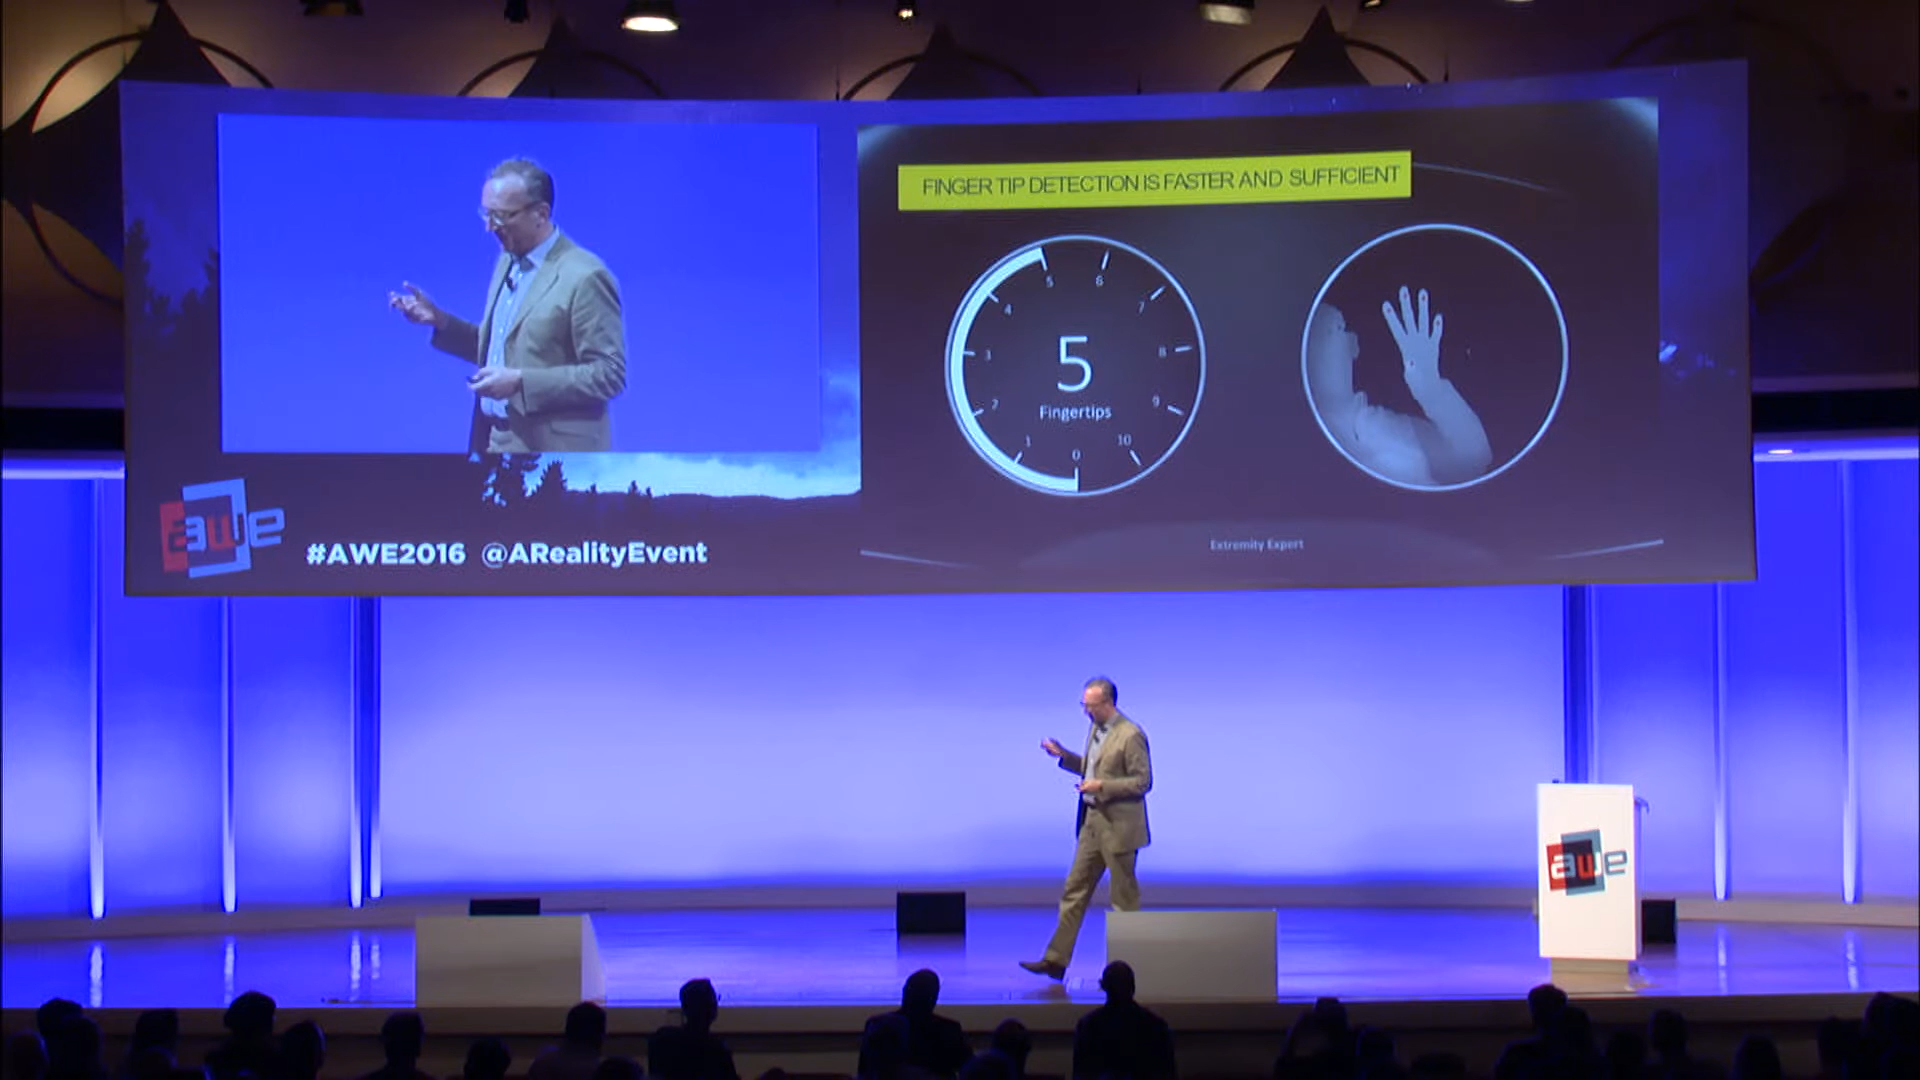 FINGER TIP DETECTION IS FASTER AND SUFFICIENT
5
6
4
7
3
8
5
Fingertips
2
9
1
10
0
Extremity Expert
awe
#AWE2016 @ARealityEvent
awe